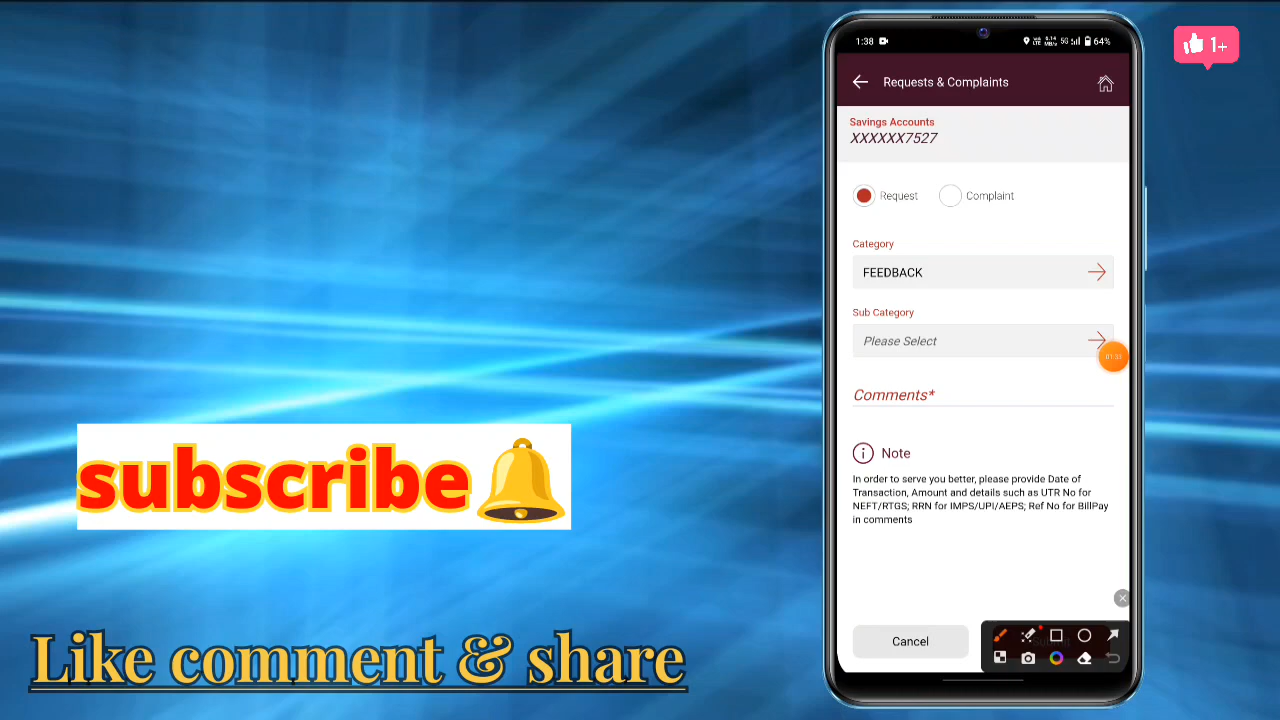 1+
1:38
5G
64%
Requests & Complaints
Savings Accounts
XXXXXX7527
Request
Complaint
Category
FEEDBACK
Sub Category
Please Select
Comments*
Note
In order to serve you better, please provide Date of
Transaction, Amount and details such as UTR No for
NEFT/RTGS; RRN for IMPS/UPI/AEPS; Ref No for BillPay
in comments
Cancel
subscribe
Like comment & share